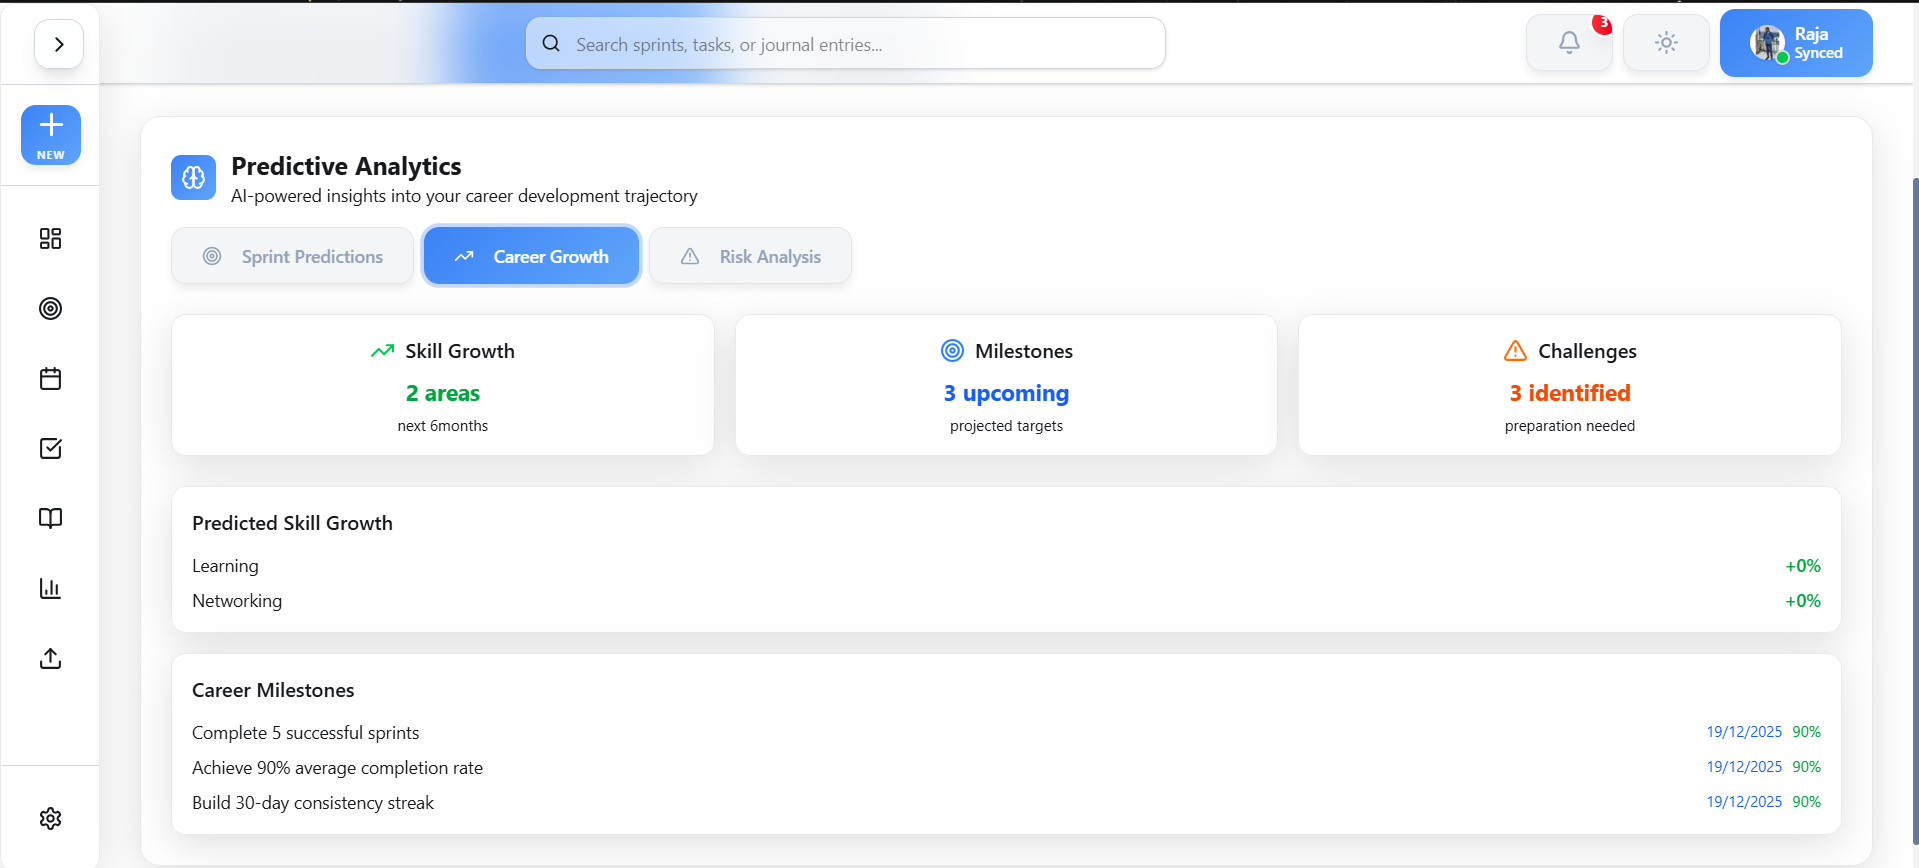 Search sprints, tasks, or journal entries...
3
Raja
Synced
NEW
Predictive Analytics
AI-powered insights into your career development trajectory
Sprint Predictions
Career Growth
Risk Analysis
Skill Growth
2 areas
next 6months
Milestones
3 upcoming
projected targets
Challenges
3 identified
preparation needed
Predicted Skill Growth
Learning +0%
Networking +0%
Career Milestones
Complete 5 successful sprints 19/12/2025 90%
Achieve 90% average completion rate 19/12/2025 90%
Build 30-day consistency streak 19/12/2025 90%